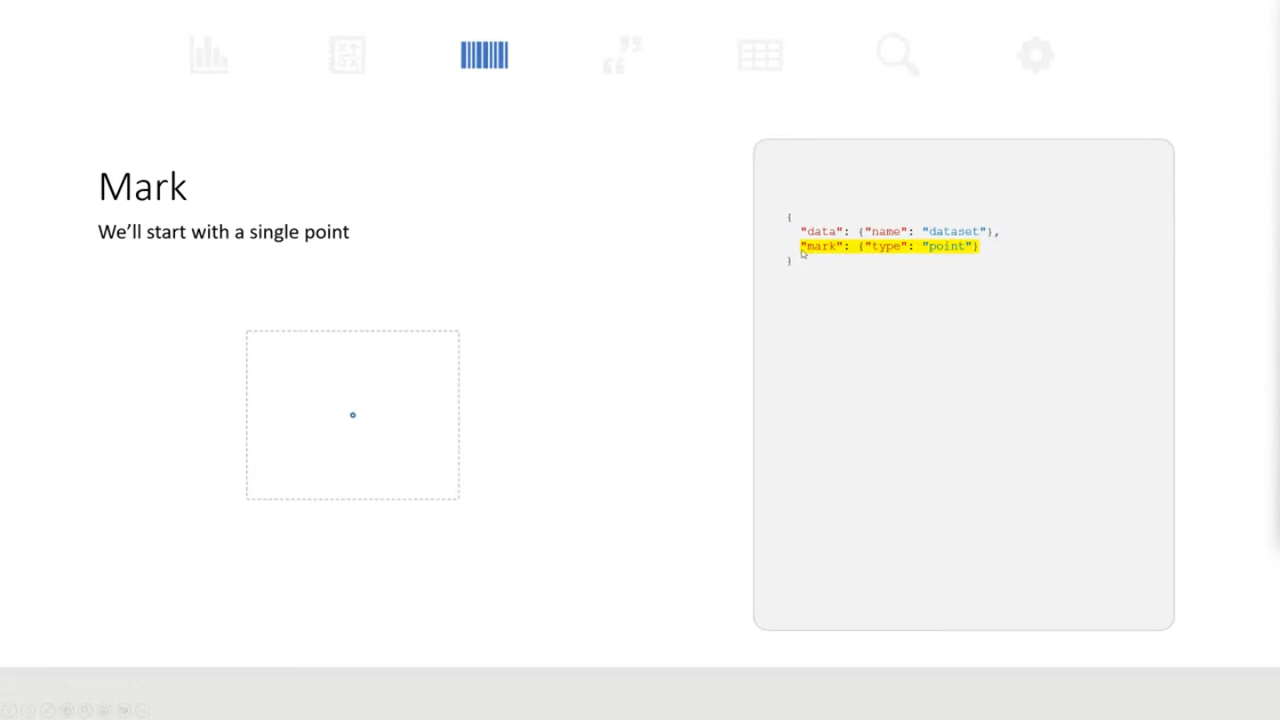 Mark
We'll start with a single point
{
"data": {"name": "dataset"},
"mark": {"type": "point"}
}